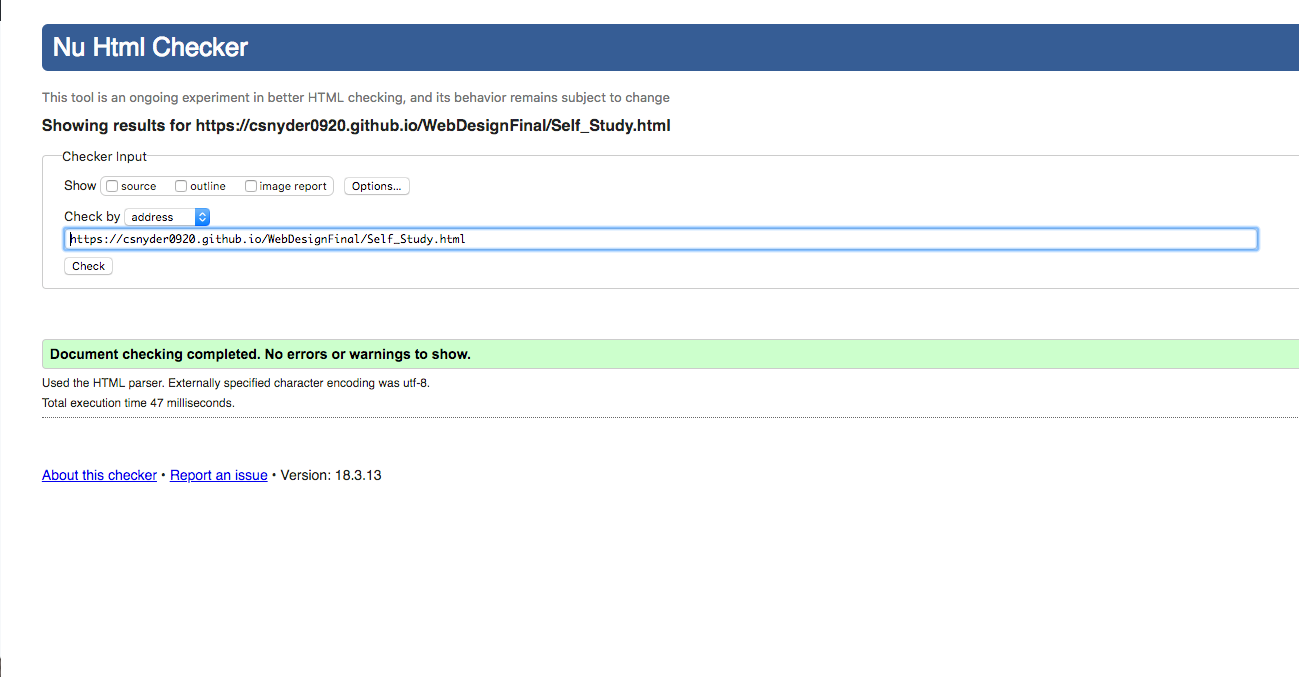 Nu Html Checker
This tool is an ongoing experiment in better HTML checking, and its behavior remains subject to change
Showing results for https://csnyder0920.github.io/WebDesignFinal/Self_Study.html
Checker Input
Show source outline image report Options...
Check by address
https://csnyder0920.github.io/WebDesignFinal/Self_Study.html
Check
Document checking completed. No errors or warnings to show.
Used the HTML parser. Externally specified character encoding was utf-8.
Total execution time 47 milliseconds.
About this checker • Report an issue • Version: 18.3.13